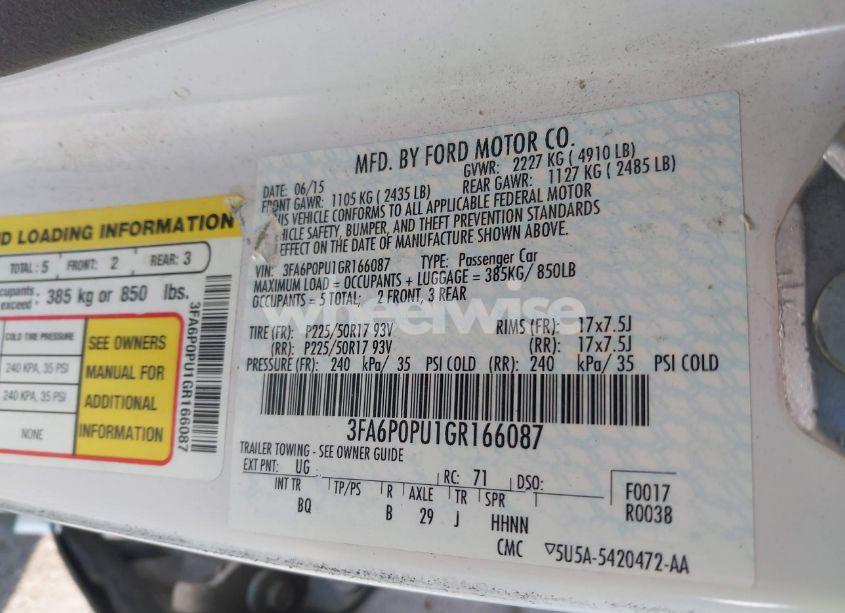 MFD. BY FORD MOTOR CO.
DATE: 06/15 GVWR: 2227 KG ( 4910 LB)
FRONT GAWR: 1105 KG ( 2435 LB) REAR GAWR: 1127 KG ( 2485 LB)
THIS VEHICLE CONFORMS TO ALL APPLICABLE FEDERAL MOTOR
VEHICLE SAFETY, BUMPER, AND THEFT PREVENTION STANDARDS
EFFECT ON THE DATE OF MANUFACTURE SHOWN ABOVE.
VIN: 3FA6P0PU1GR166087 TYPE: Passenger Car
MAXIMUM LOAD = OCCUPANTS + LUGGAGE = 385KG/ 850LB
OCCUPANTS = 5 TOTAL; 2 FRONT, 3 REAR
wheelwise
TIRE (FR): P225/50R17 93V RIMS (FR): 17x7.5J
(RR): P225/50R17 93V (RR): 17x7.5J
PRESSURE (FR): 240 kPa/ 35 PSI COLD (RR): 240 kPa/ 35 PSI COLD
3FA6P0PU1GR166087
TRAILER TOWING - SEE OWNER GUIDE
EXT PNT: UG RC: 71 DSO:
INT TR TP/PS R AXLE TR SPR F0017
BQ B 29 J HHNN R0038
CMC ▽5U5A-5420472-AA
LOADING INFORMATION
TOTAL: 5 FRONT: 2 REAR: 3
exceed: 385 kg or 850 lbs.
COLD TIRE PRESSURE
240 KPA, 35 PSI
240 KPA, 35 PSI
NONE
SEE OWNERS
MANUAL FOR
ADDITIONAL
INFORMATION
3FA6P0PU1GR166087